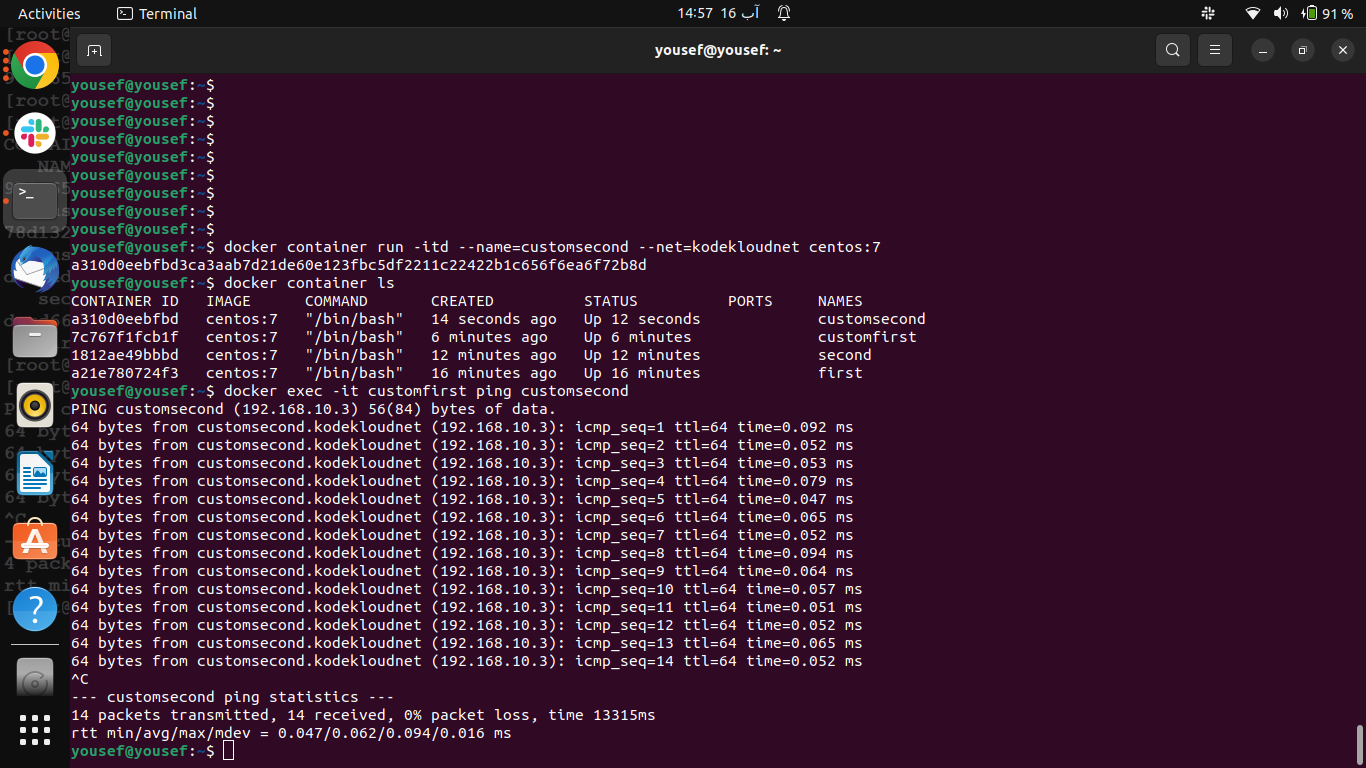 Activities
Terminal
14:57 16 آب
91 %
yousef@yousef: ~
yousef@yousef:~$
yousef@yousef:~$
yousef@yousef:~$
yousef@yousef:~$
yousef@yousef:~$
yousef@yousef:~$
yousef@yousef:~$
yousef@yousef:~$
yousef@yousef:~$
yousef@yousef:~$ docker container run -itd --name=customsecond --net=kodekloudnet centos:7
a310d0eebfbd3ca3aab7d21de60e123fbc5df2211c22422b1c656f6ea6f72b8d
yousef@yousef:~$ docker container ls
CONTAINER ID   IMAGE      COMMAND       CREATED          STATUS          PORTS     NAMES
a310d0eebfbd   centos:7   "/bin/bash"   14 seconds ago   Up 12 seconds             customsecond
7c767f1fcb1f   centos:7   "/bin/bash"   6 minutes ago    Up 6 minutes              customfirst
1812ae49bbbd   centos:7   "/bin/bash"   12 minutes ago   Up 12 minutes             second
a21e780724f3   centos:7   "/bin/bash"   16 minutes ago   Up 16 minutes             first
yousef@yousef:~$ docker exec -it customfirst ping customsecond
PING customsecond (192.168.10.3) 56(84) bytes of data.
64 bytes from customsecond.kodekloudnet (192.168.10.3): icmp_seq=1 ttl=64 time=0.092 ms
64 bytes from customsecond.kodekloudnet (192.168.10.3): icmp_seq=2 ttl=64 time=0.052 ms
64 bytes from customsecond.kodekloudnet (192.168.10.3): icmp_seq=3 ttl=64 time=0.053 ms
64 bytes from customsecond.kodekloudnet (192.168.10.3): icmp_seq=4 ttl=64 time=0.079 ms
64 bytes from customsecond.kodekloudnet (192.168.10.3): icmp_seq=5 ttl=64 time=0.047 ms
64 bytes from customsecond.kodekloudnet (192.168.10.3): icmp_seq=6 ttl=64 time=0.065 ms
64 bytes from customsecond.kodekloudnet (192.168.10.3): icmp_seq=7 ttl=64 time=0.052 ms
64 bytes from customsecond.kodekloudnet (192.168.10.3): icmp_seq=8 ttl=64 time=0.094 ms
64 bytes from customsecond.kodekloudnet (192.168.10.3): icmp_seq=9 ttl=64 time=0.064 ms
64 bytes from customsecond.kodekloudnet (192.168.10.3): icmp_seq=10 ttl=64 time=0.057 ms
64 bytes from customsecond.kodekloudnet (192.168.10.3): icmp_seq=11 ttl=64 time=0.051 ms
64 bytes from customsecond.kodekloudnet (192.168.10.3): icmp_seq=12 ttl=64 time=0.052 ms
64 bytes from customsecond.kodekloudnet (192.168.10.3): icmp_seq=13 ttl=64 time=0.065 ms
64 bytes from customsecond.kodekloudnet (192.168.10.3): icmp_seq=14 ttl=64 time=0.052 ms
^C
--- customsecond ping statistics ---
14 packets transmitted, 14 received, 0% packet loss, time 13315ms
rtt min/avg/max/mdev = 0.047/0.062/0.094/0.016 ms
yousef@yousef:~$